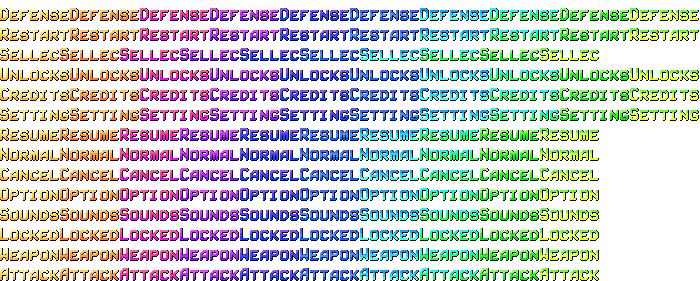 DEFENSEDEFENSEDEFENSEDEFENSEDEFENSEDEFENSEDEFENSEDEFENSEDEFENSEDEFENSE
RESTARTRESTARTRESTARTRESTARTRESTARTRESTARTRESTARTRESTARTRESTARTRESTART
SELLECSELLECSELLECSELLECSELLECSELLECSELLECSELLECSELLECSELLEC
UNLOCKSUNLOCKSUNLOCKSUNLOCKSUNLOCKSUNLOCKSUNLOCKSUNLOCKSUNLOCKSUNLOCKS
CREDITSCREDITSCREDITSCREDITSCREDITSCREDITSCREDITSCREDITSCREDITSCREDITS
SETTINGSETTINGSETTINGSETTINGSETTINGSETTINGSETTINGSETTINGSETTINGSETTING
RESUMERESUMERESUMERESUMERESUMERESUMERESUMERESUMERESUMERESUME
NORMALNORMALNORMALNORMALNORMALNORMALNORMALNORMALNORMALNORMAL
CANCELCANCELCANCELCANCELCANCELCANCELCANCELCANCELCANCELCANCEL
OPTIONOPTIONOPTIONOPTIONOPTIONOPTIONOPTIONOPTIONOPTIONOPTION
SOUNDSSOUNDSSOUNDSSOUNDSSOUNDSSOUNDSSOUNDSSOUNDSSOUNDSSOUNDS
LOCKEDLOCKEDLOCKEDLOCKEDLOCKEDLOCKEDLOCKEDLOCKEDLOCKEDLOCKED
WEAPONWEAPONWEAPONWEAPONWEAPONWEAPONWEAPONWEAPONWEAPONWEAPON
ATTACKATTACKATTACKATTACKATTACKATTACKATTACKATTACKATTACKATTACK